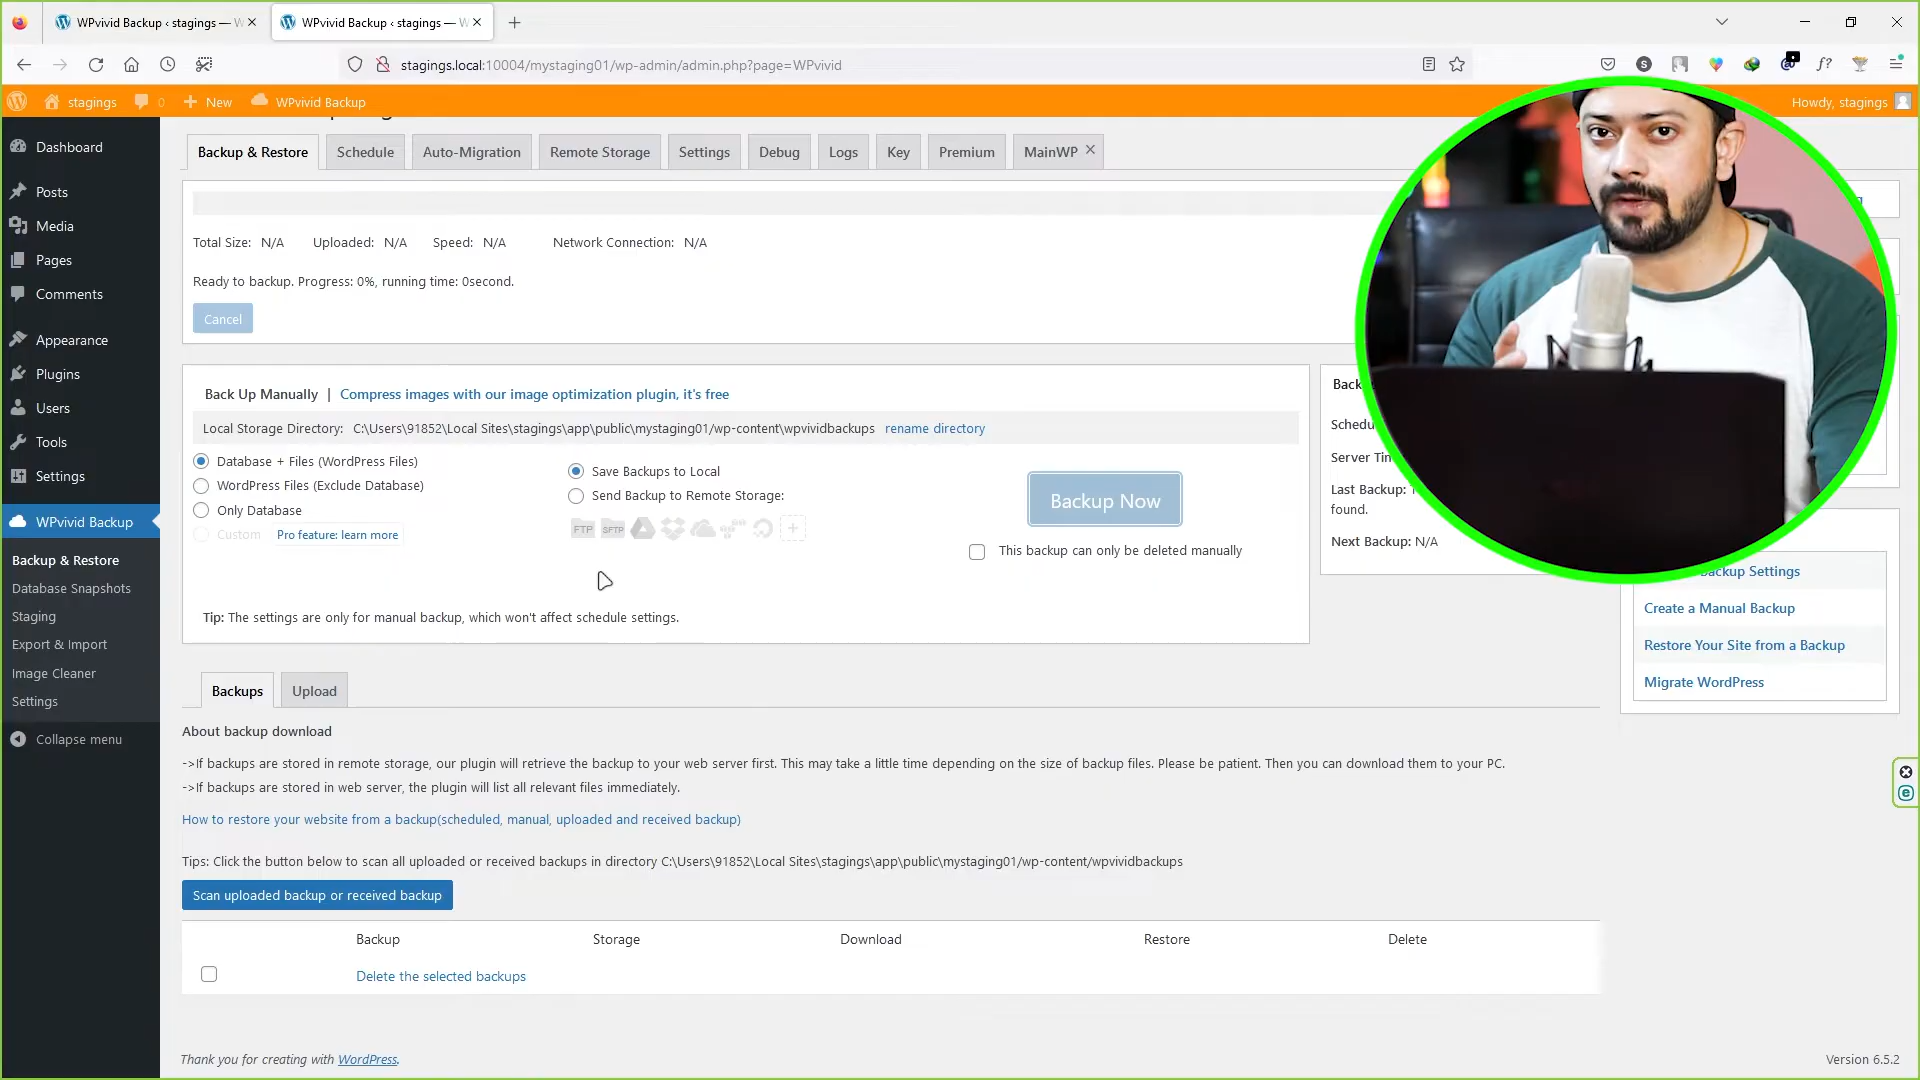 WPvivid Backup ‹ stagings — W
WPvivid Backup ‹ stagings — W
stagings.local:10004/mystaging01/wp-admin/admin.php?page=WPvivid
stagings
0
New
WPvivid Backup
Howdy, stagings
Dashboard
Posts
Media
Pages
Comments
Appearance
Plugins
Users
Tools
Settings
WPvivid Backup
Backup & Restore
Database Snapshots
Staging
Export & Import
Image Cleaner
Settings
Collapse menu
Backup & Restore
Schedule
Auto-Migration
Remote Storage
Settings
Debug
Logs
Key
Premium
MainWP
Total Size: N/A Uploaded: N/A Speed: N/A Network Connection: N/A
Ready to backup. Progress: 0%, running time: 0second.
Cancel
Back Up Manually | Compress images with our image optimization plugin, it's free
Local Storage Directory: C:\Users\91852\Local Sites\stagings\app\public\mystaging01/wp-content\wpvividbackups rename directory
Database + Files (WordPress Files)
WordPress Files (Exclude Database)
Only Database
Custom Pro feature: learn more
Save Backups to Local
Send Backup to Remote Storage:
FTP SFTP
Backup Now
This backup can only be deleted manually
Tip: The settings are only for manual backup, which won't affect schedule settings.
Server
Last Backup:
found.
Next Backup: N/A
Backup Settings
Create a Manual Backup
Restore Your Site from a Backup
Migrate WordPress
Backups
Upload
About backup download
->If backups are stored in remote storage, our plugin will retrieve the backup to your web server first. This may take a little time depending on the size of backup files. Please be patient. Then you can download them to your PC.
->If backups are stored in web server, the plugin will list all relevant files immediately.
How to restore your website from a backup(scheduled, manual, uploaded and received backup)
Tips: Click the button below to scan all uploaded or received backups in directory C:\Users\91852\Local Sites\stagings\app\public\mystaging01/wp-content/wpvividbackups
Scan uploaded backup or received backup
Backup Storage Download Restore Delete
Delete the selected backups
Thank you for creating with WordPress.
Version 6.5.2